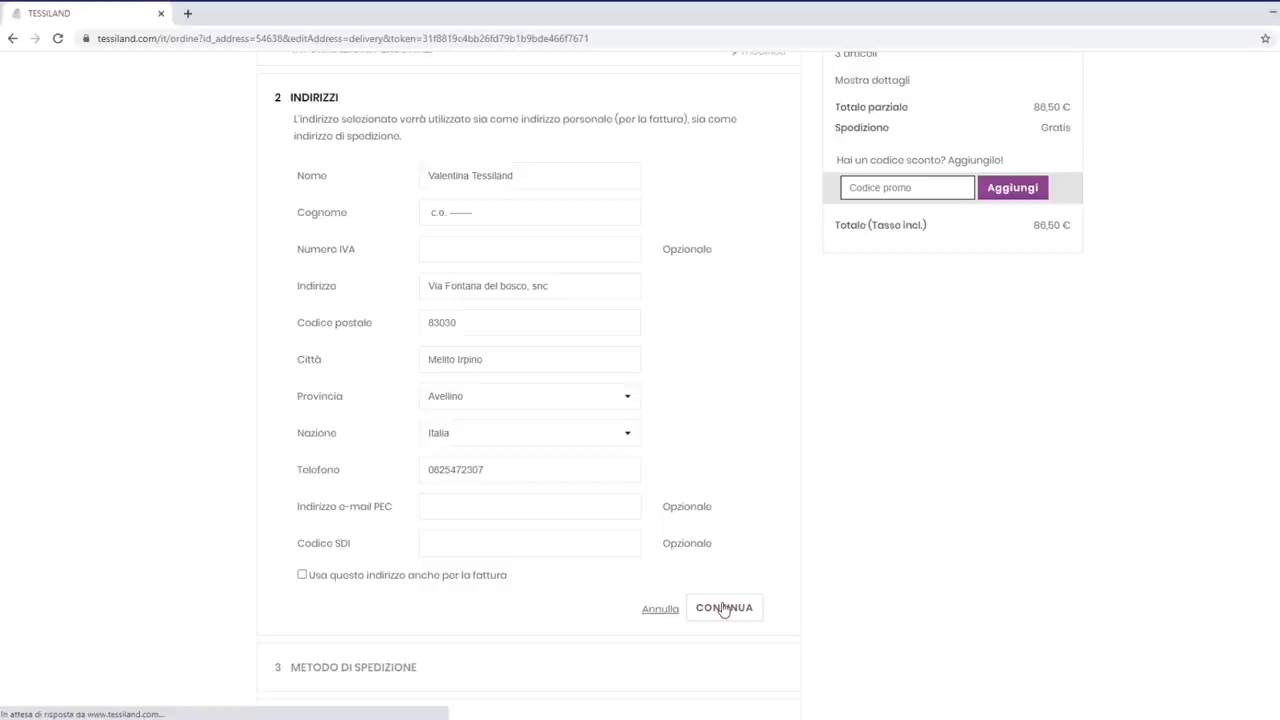 TESSILAND
tessiland.com/it/ordine?id_address=54638&editAddress=delivery&token=31f8819c4bb26fd79b1b9bde466f7671
modifica
2 INDIRIZZI
L'indirizzo selezionato verrà utilizzato sia come indirizzo personale (per la fattura), sia come
indirizzo di spedizione.
Nome Valentina Tessiland
Cognome c.o. -----
Numero IVA Opzionale
Indirizzo Via Fontana del bosco, snc
Codice postale 83030
Città Melito Irpino
Provincia Avellino
Nazione Italia
Telefono 0825472307
Indirizzo e-mail PEC Opzionale
Codice SDI Opzionale
Usa questo indirizzo anche per la fattura
Annulla CONTINUA
3 METODO DI SPEDIZIONE
3 articoli
Mostra dettagli
Totale parziale 86,50 €
Spedizione Gratis
Hai un codice sconto? Aggiungilo!
Codice promo Aggiungi
Totale (Tasse incl.) 86,50 €
In attesa di risposta da www.tessiland.com...